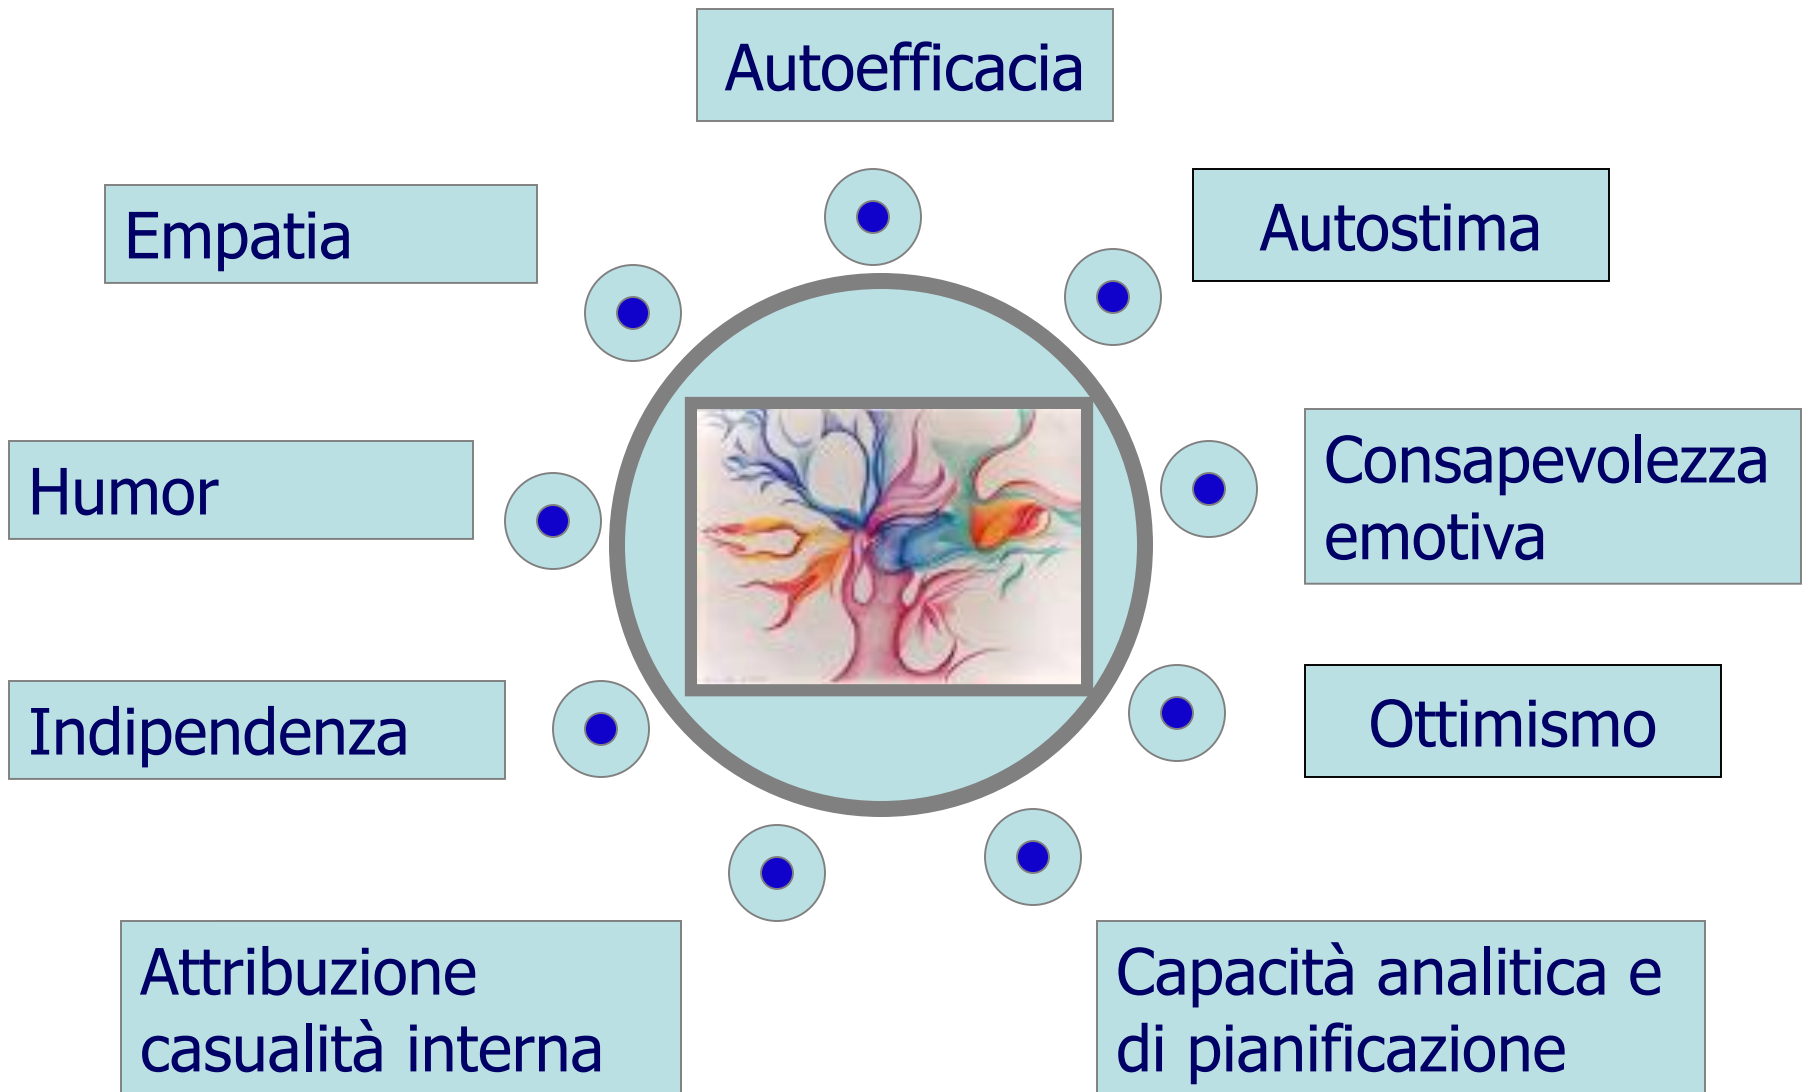 Autoefficacia
Empatia
Autostima
Humor
Consapevolezza
emotiva
Indipendenza
Ottimismo
Attribuzione
casualità interna
Capacità analitica e
di pianificazione